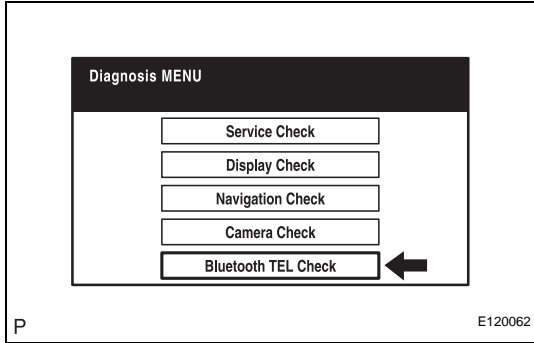 Diagnosis MENU
Service Check
Display Check
Navigation Check
Camera Check
Bluetooth TEL Check
P
E120062